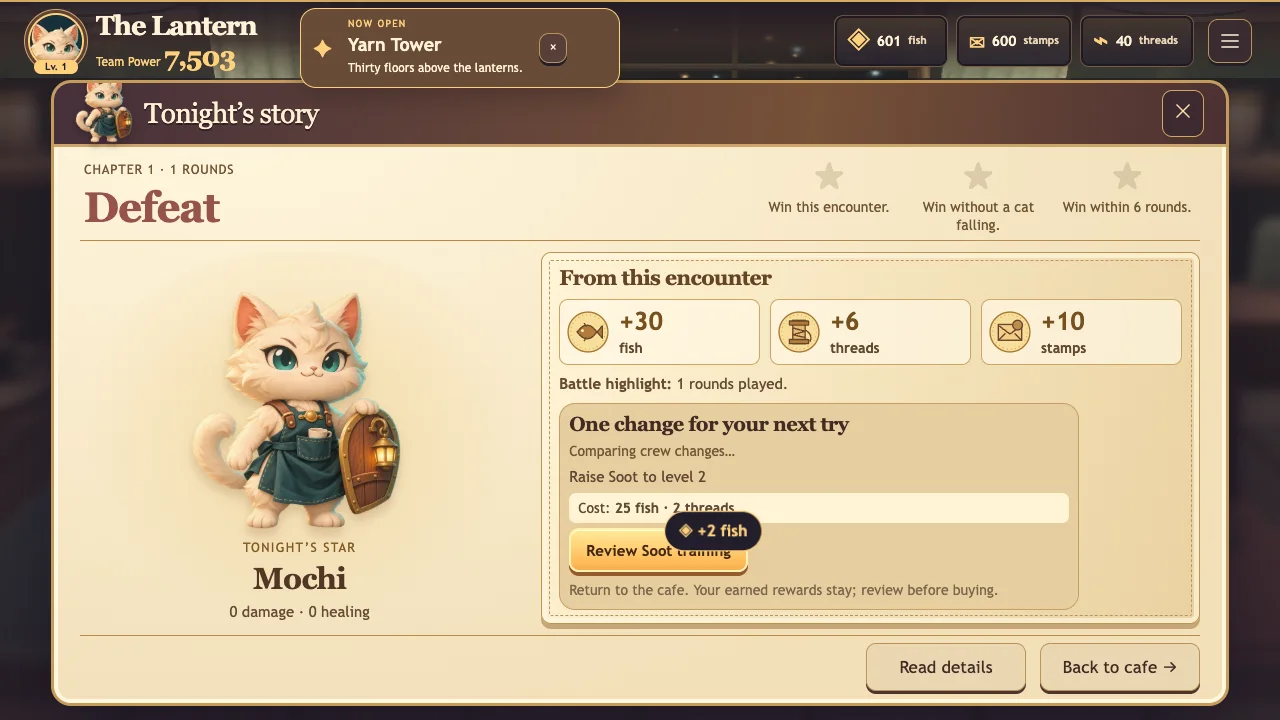 The Lantern
Team Power 7,503
Lv. 1
NOW OPEN
Yarn Tower
Thirty floors above the lanterns.
×
601 fish
600 stamps
40 threads
Tonight's story
CHAPTER 1 · 1 ROUNDS
Defeat
Win this encounter.
Win without a cat
falling.
Win within 6 rounds.
TONIGHT'S STAR
Mochi
0 damage · 0 healing
From this encounter
+30
fish
+6
threads
+10
stamps
Battle highlight: 1 rounds played.
One change for your next try
Comparing crew changes…
Raise Soot to level 2
Cost: 25 fish · 2 threads
+2 fish
Review Soot training
Return to the cafe. Your earned rewards stay; review before buying.
Read details
Back to cafe →